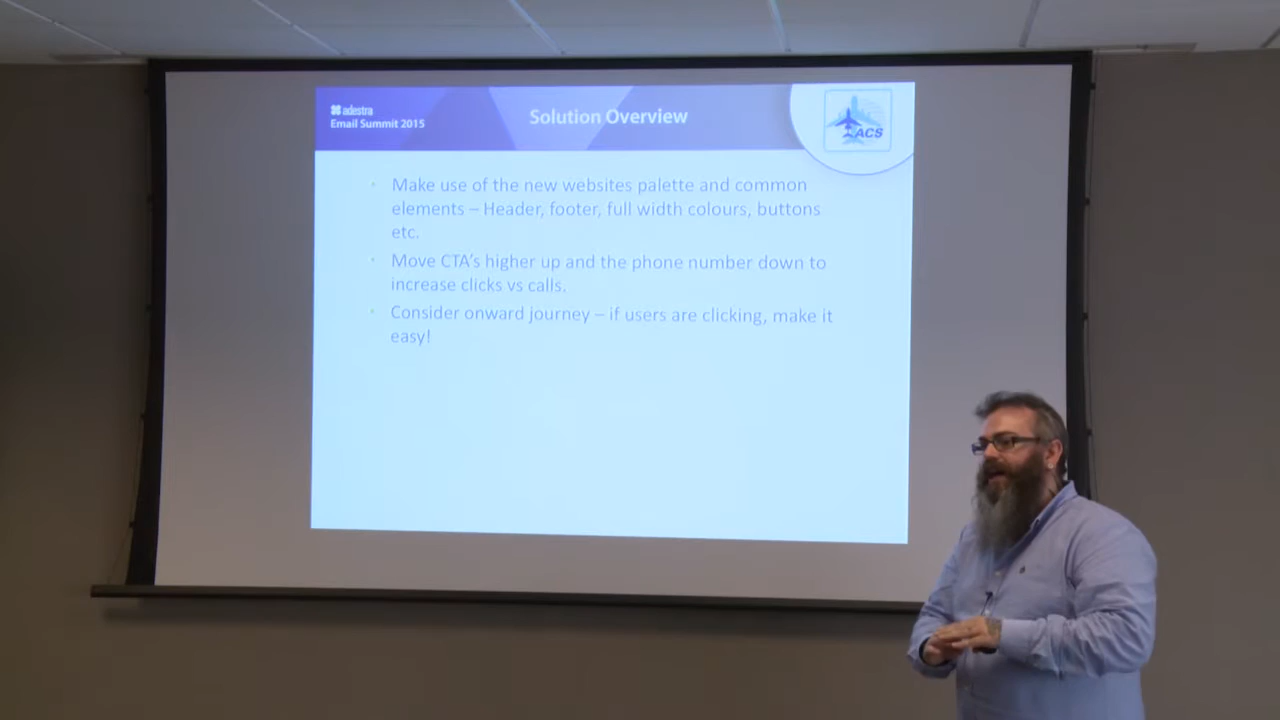 adestra
Email Summit 2015
Solution Overview
ACS
Make use of the new websites palette and common
elements – Header, footer, full width colours, buttons
etc.
Move CTA's higher up and the phone number down to
increase clicks vs calls.
Consider onward journey – if users are clicking, make it
easy!